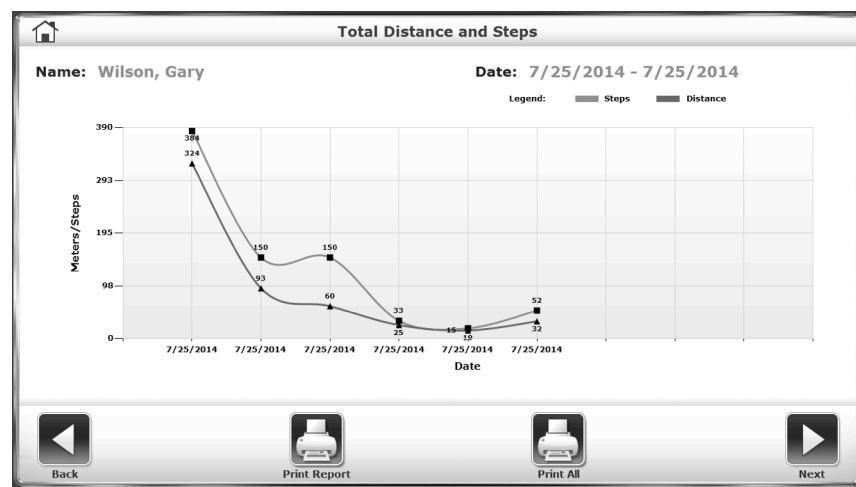 Total Distance and Steps
Name: Wilson, Gary
Date: 7/25/2014 - 7/25/2014
Legend: Steps Distance
390
384
324
293
Meters/Steps
195
150 150
98
93
60
33
25
15
19
52
32
0
7/25/2014 7/25/2014 7/25/2014 7/25/2014 7/25/2014 7/25/2014
Date
Back Print Report Print All Next